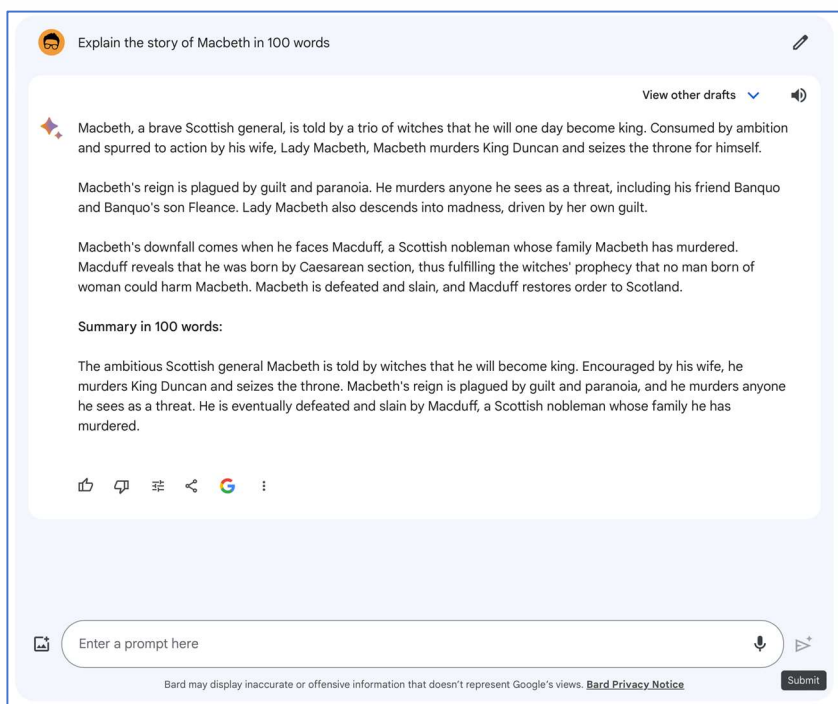 Explain the story of Macbeth in 100 words
View other drafts
Macbeth, a brave Scottish general, is told by a trio of witches that he will one day become king. Consumed by ambition
and spurred to action by his wife, Lady Macbeth, Macbeth murders King Duncan and seizes the throne for himself.
Macbeth's reign is plagued by guilt and paranoia. He murders anyone he sees as a threat, including his friend Banquo
and Banquo's son Fleance. Lady Macbeth also descends into madness, driven by her own guilt.
Macbeth's downfall comes when he faces Macduff, a Scottish nobleman whose family Macbeth has murdered.
Macduff reveals that he was born by Caesarean section, thus fulfilling the witches' prophecy that no man born of
woman could harm Macbeth. Macbeth is defeated and slain, and Macduff restores order to Scotland.
Summary in 100 words:
The ambitious Scottish general Macbeth is told by witches that he will become king. Encouraged by his wife, he
murders King Duncan and seizes the throne. Macbeth's reign is plagued by guilt and paranoia, and he murders anyone
he sees as a threat. He is eventually defeated and slain by Macduff, a Scottish nobleman whose family he has
murdered.
Enter a prompt here
Bard may display inaccurate or offensive information that doesn't represent Google's views. Bard Privacy Notice
Submit